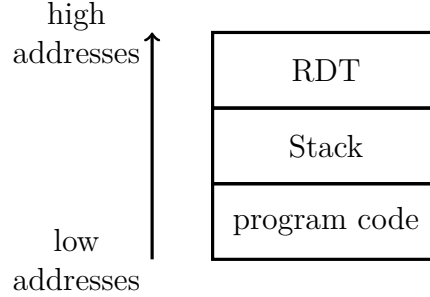 high
addresses
RDT
Stack
program code
low
addresses